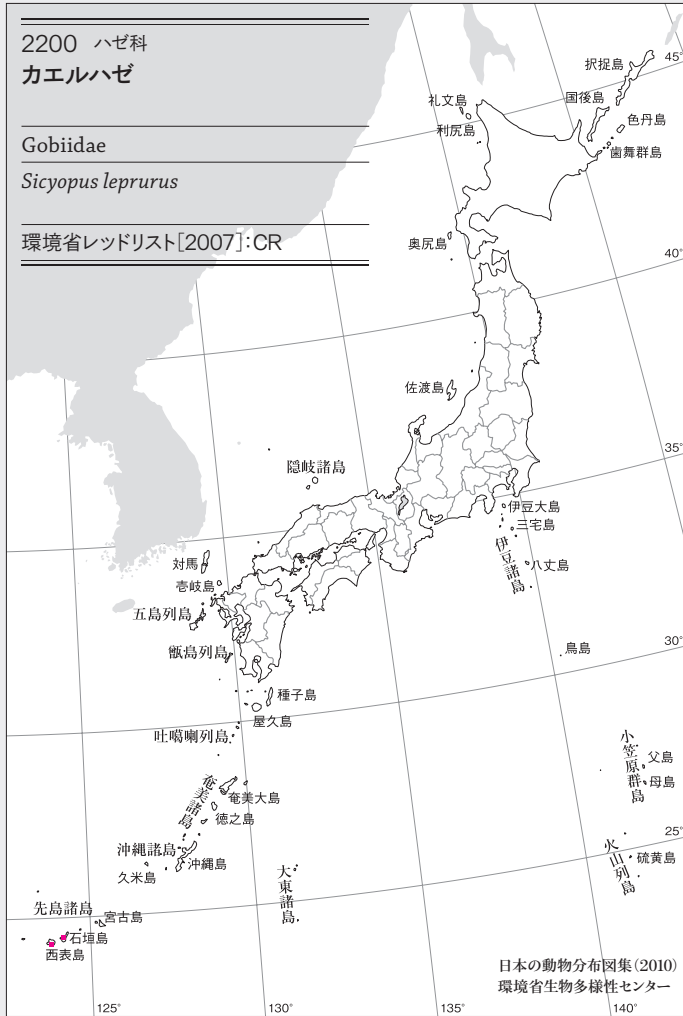 2200 ハゼ科
カエルハゼ
Gobiidae
Sicyopus leprurus
環境省レッドリスト[2007]:CR
45°
択捉島
国後島
色丹島
歯舞群島
礼文島
利尻島
奥尻島
40°
佐渡島
35°
隠岐諸島
伊豆大島
三宅島
伊豆諸島
八丈島
対馬
壱岐島
五島列島
甑島列島
鳥島
30°
種子島
屋久島
吐噶喇列島
小笠原群島
父島
母島
奄美諸島
奄美大島
徳之島
25°
沖縄諸島
沖縄島
久米島
火山列島
硫黄島
大東諸島
先島諸島
宮古島
石垣島
西表島
日本の動物分布図集(2010)
環境省生物多様性センター
125°
130°
135°
140°